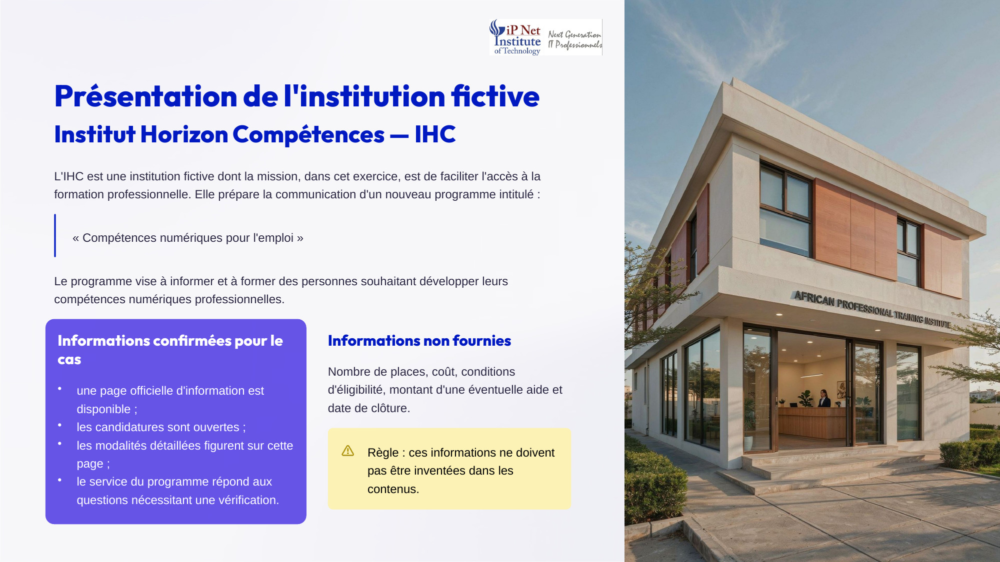 iP Net
Institute
of Technology
Next Generation
IT Professionnels
Présentation de l'institution fictive
Institut Horizon Compétences — IHC
L'IHC est une institution fictive dont la mission, dans cet exercice, est de faciliter l'accès à la
formation professionnelle. Elle prépare la communication d'un nouveau programme intitulé :
« Compétences numériques pour l'emploi »
Le programme vise à informer et à former des personnes souhaitant développer leurs
compétences numériques professionnelles.
Informations confirmées pour le
cas
• une page officielle d'information est
disponible ;
• les candidatures sont ouvertes ;
• les modalités détaillées figurent sur cette
page ;
• le service du programme répond aux
questions nécessitant une vérification.
Informations non fournies
Nombre de places, coût, conditions
d'éligibilité, montant d'une éventuelle aide et
date de clôture.
Règle : ces informations ne doivent
pas être inventées dans les
contenus.
AFRICAN PROFESSIONAL TRAINING INSTITUTE